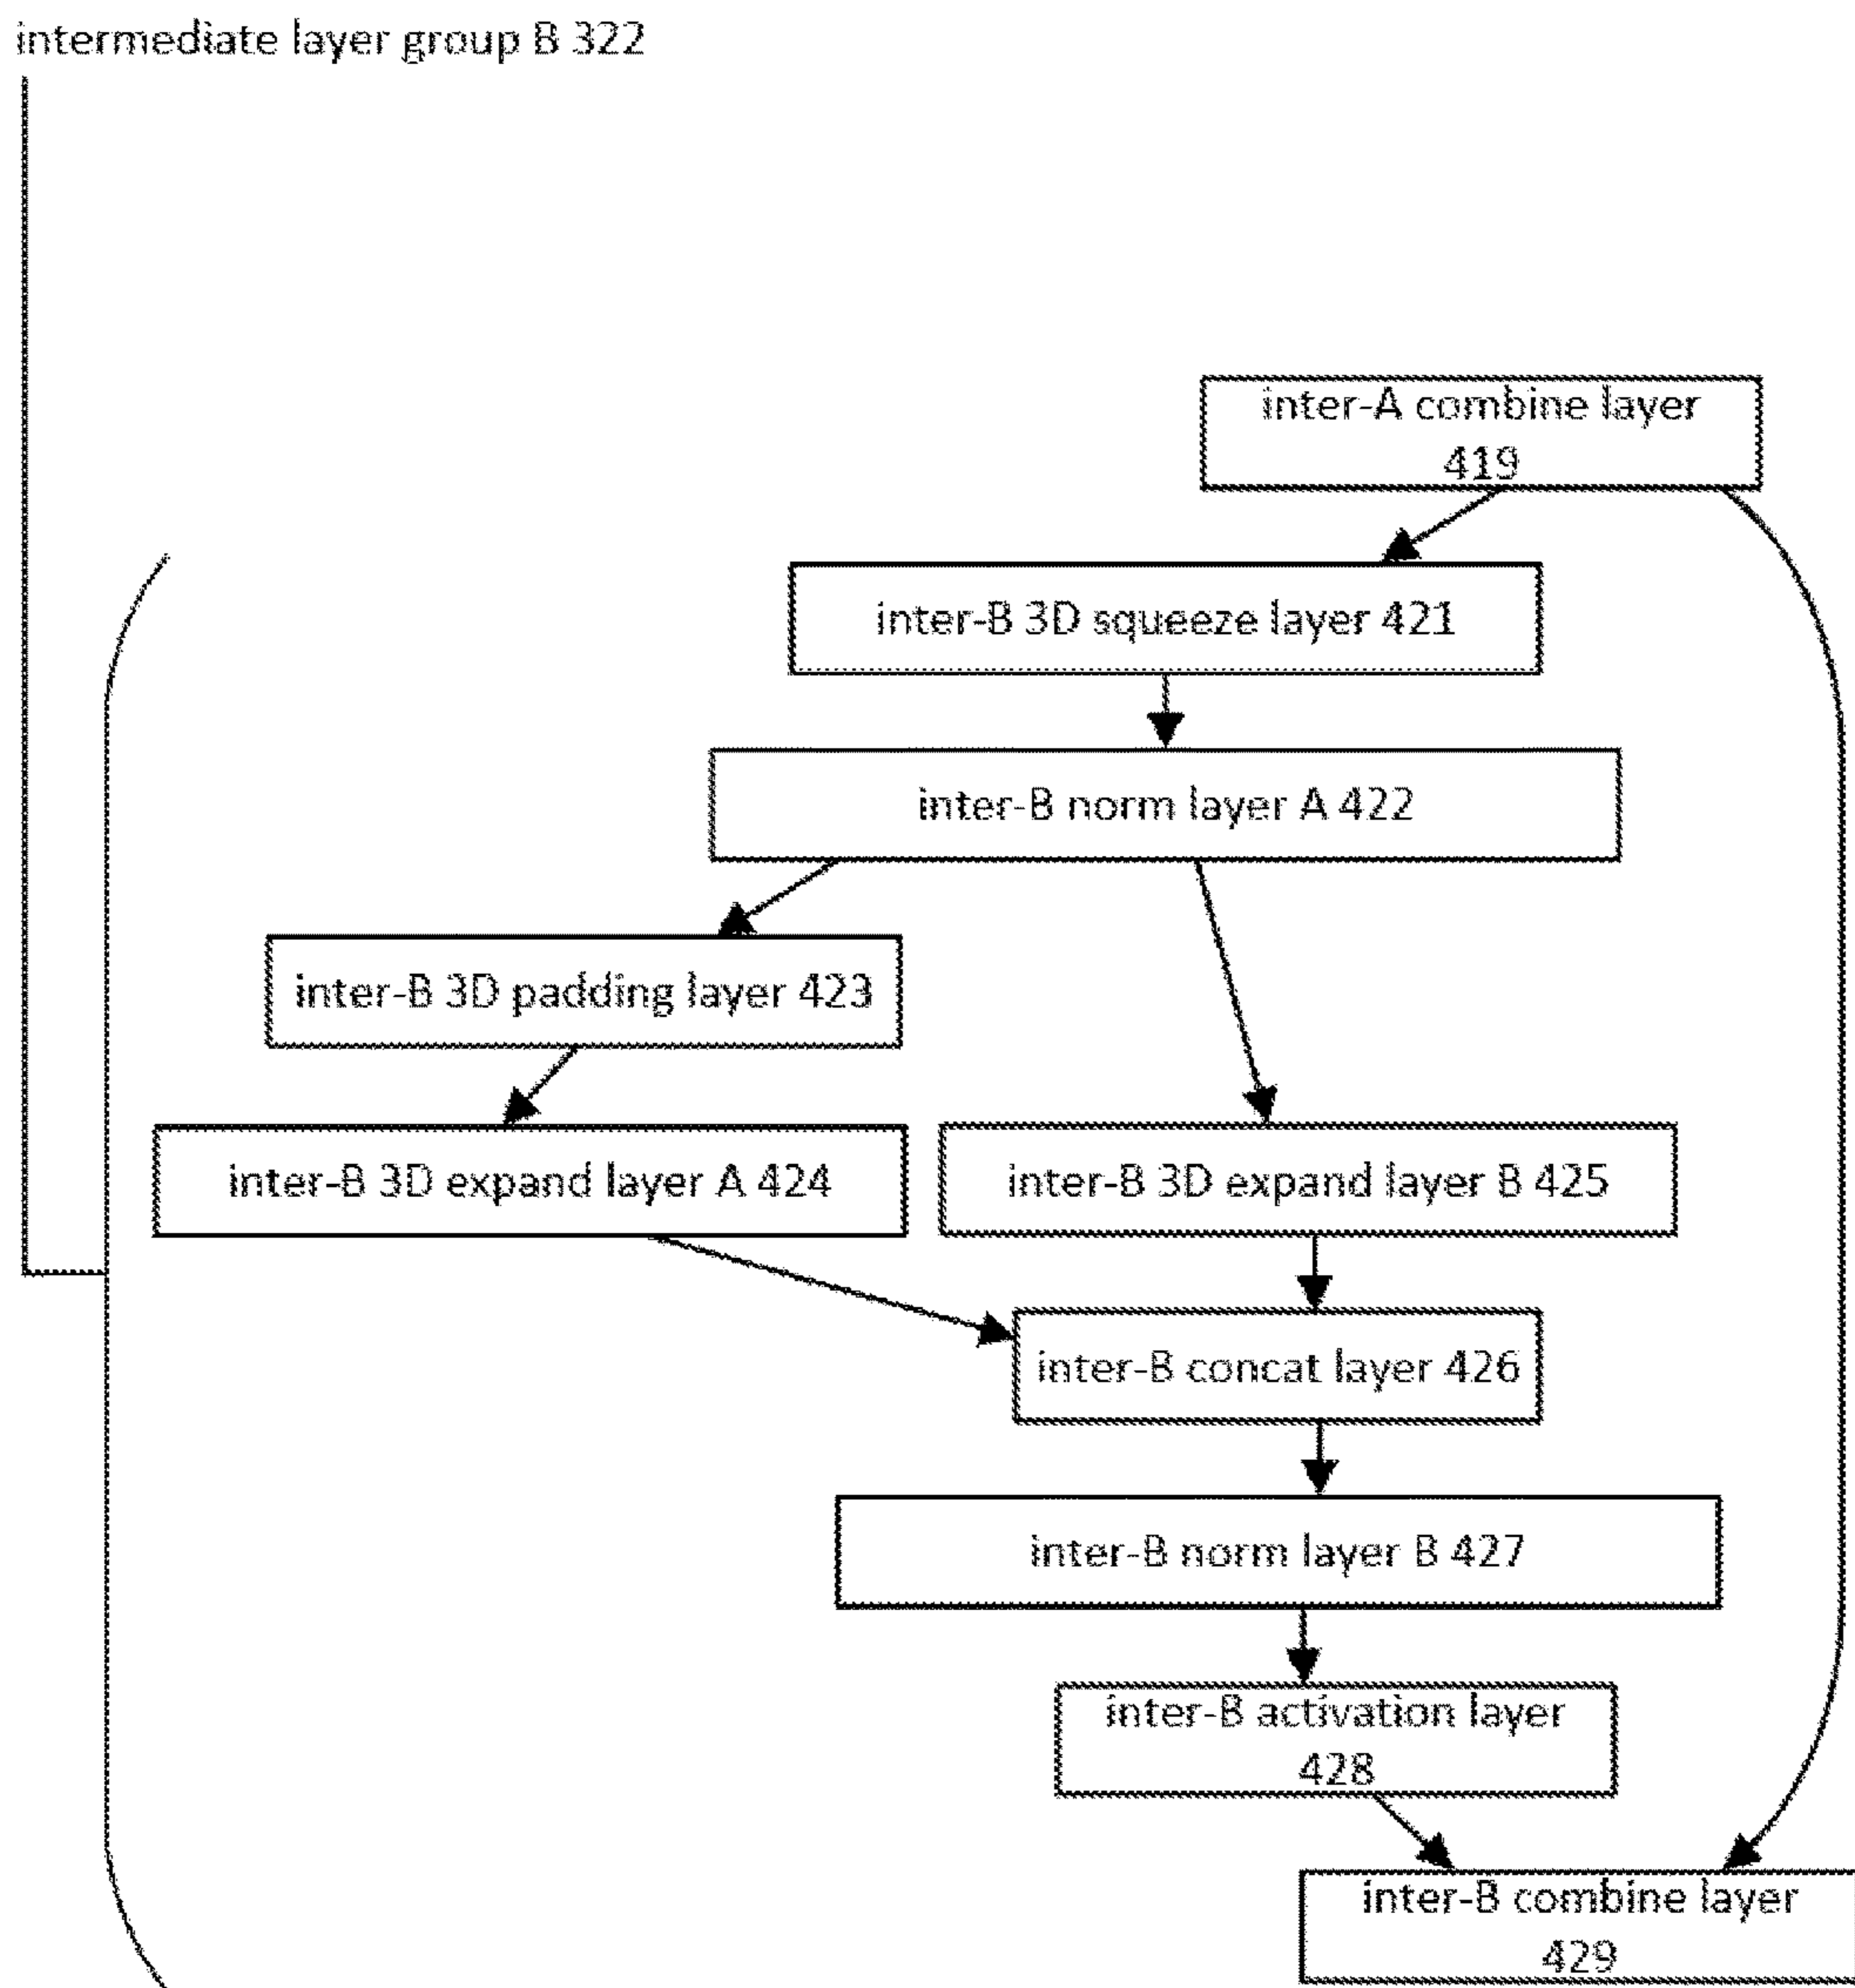 intermediate layer group B 322
inter-A combine layer
419
inter-B 3D squeeze layer 421
inter-B norm layer A 422
inter-B 3D padding layer 423
inter-B 3D expand layer A 424
inter-B 3D expand layer B 425
inter-B concat layer 426
inter-B norm layer B 427
inter-B activation layer
428
inter-B combine layer
429